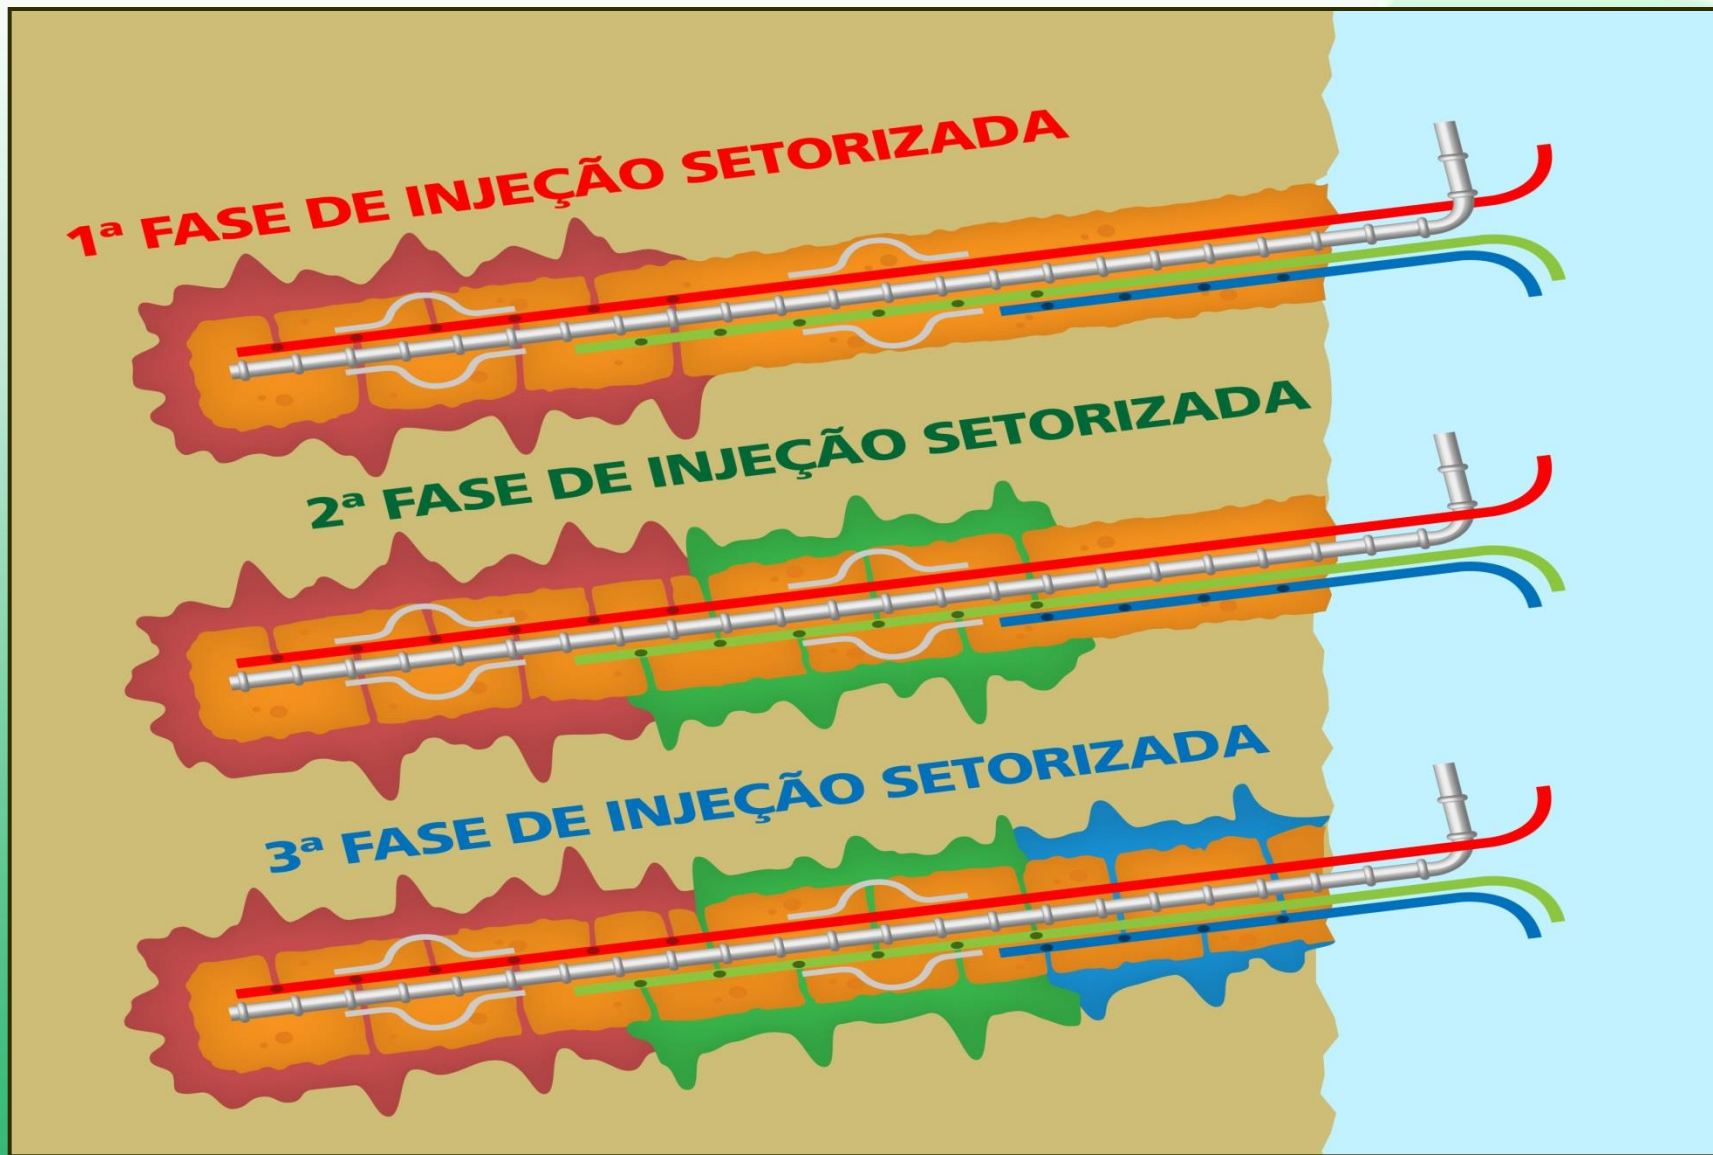 1ª FASE DE INJEÇÃO SETORIZADA
2ª FASE DE INJEÇÃO SETORIZADA
3ª FASE DE INJEÇÃO SETORIZADA